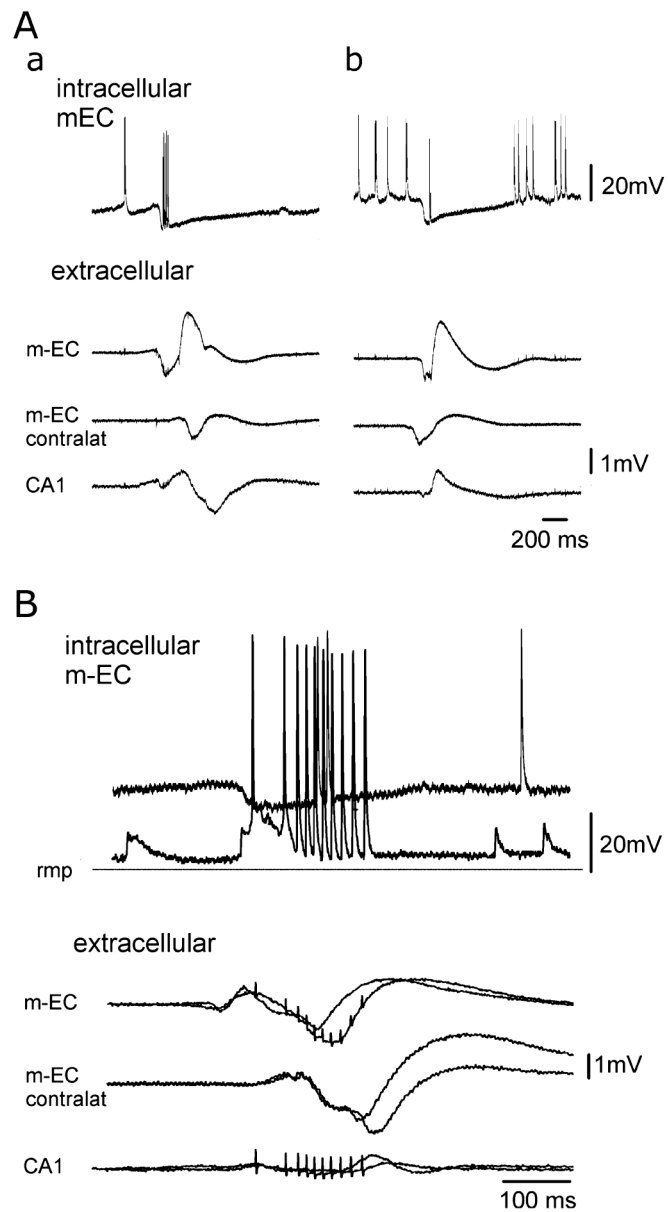 A
a
b
intracellular
mEC
20mV
extracellular
m-EC
m-EC
contralat
1mV
CA1
200 ms
B
intracellular
m-EC
20mV
rmp
extracellular
m-EC
m-EC
contralat
1mV
CA1
100 ms